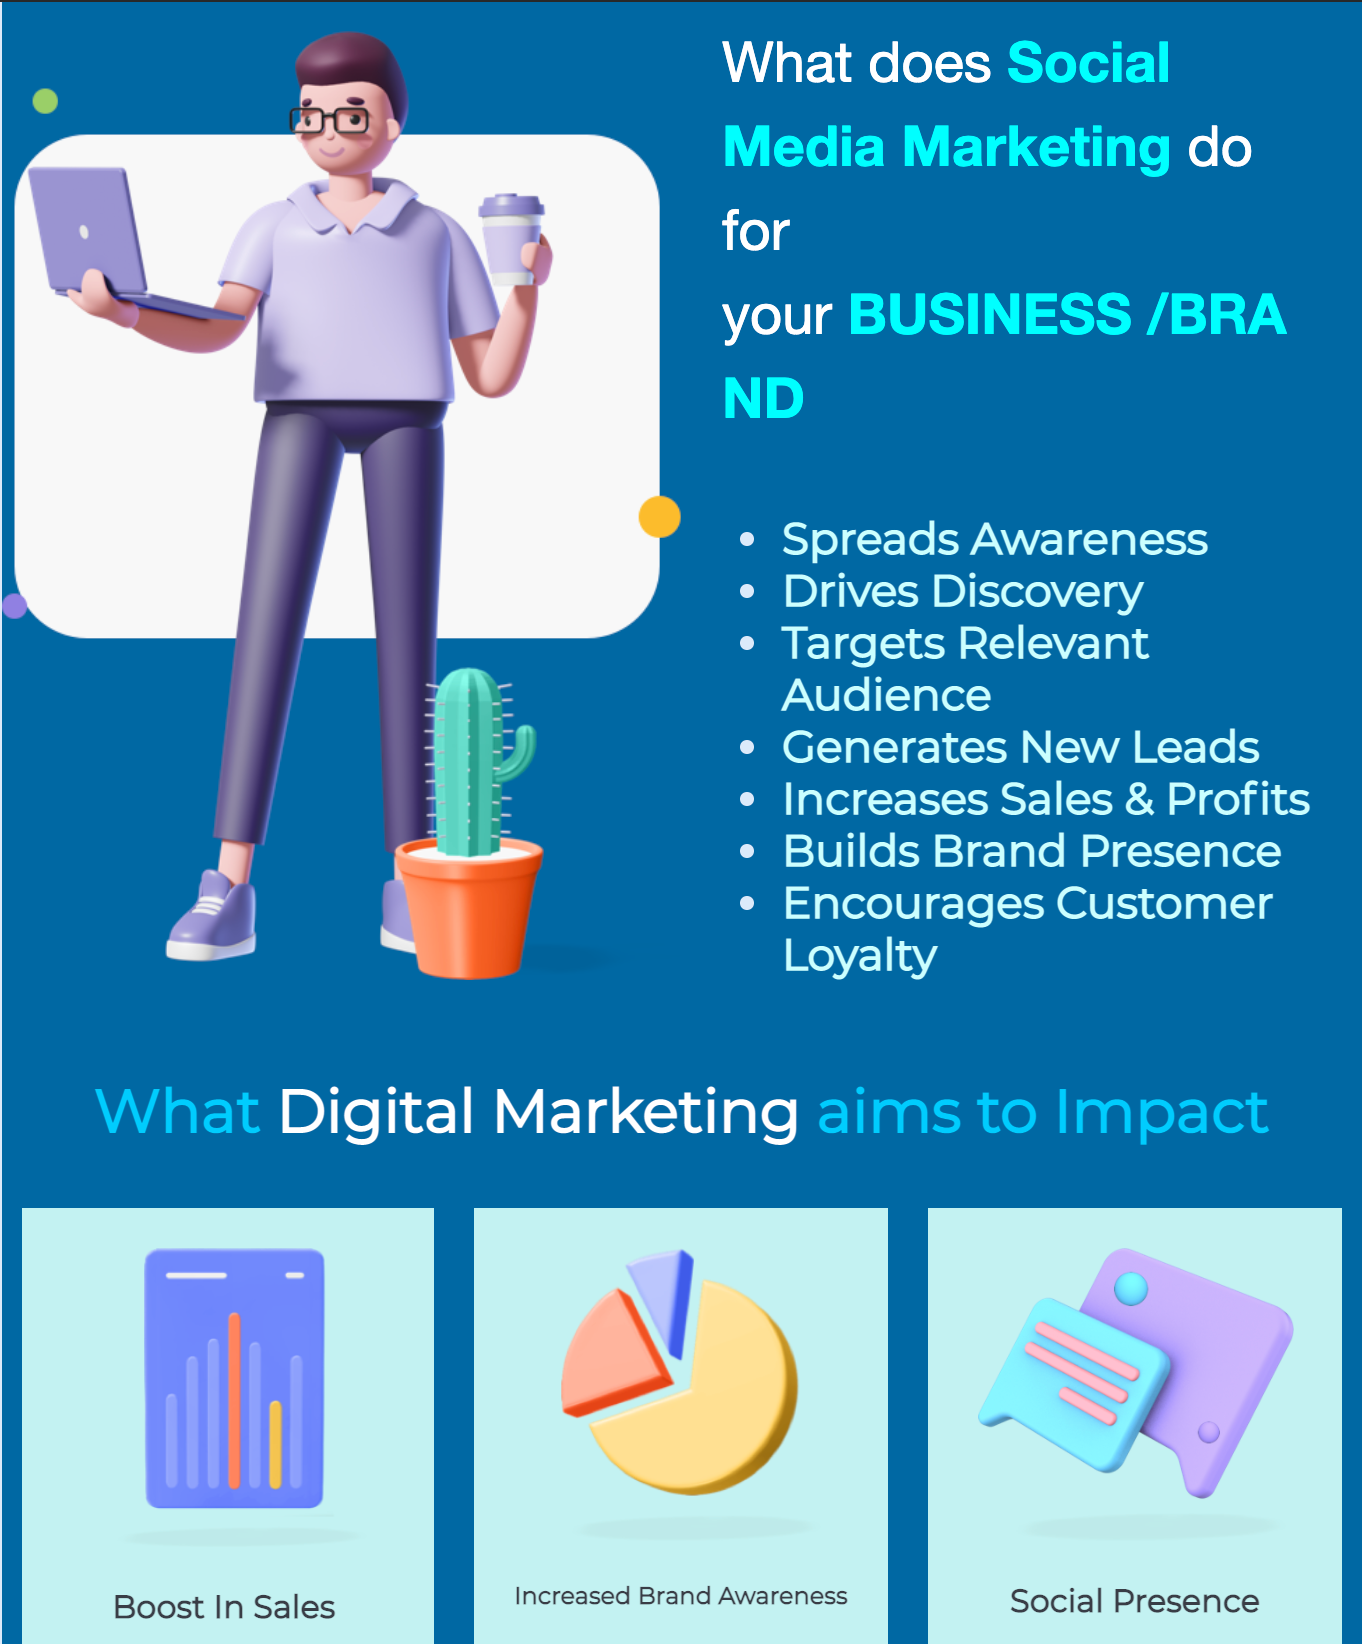 What does Social
Media Marketing do
for
your BUSINESS /BRA
ND
Spreads Awareness
Drives Discovery
Targets Relevant
Audience
Generates New Leads
Increases Sales & Profits
Builds Brand Presence
Encourages Customer
Loyalty
What Digital Marketing aims to Impact
Boost In Sales
Increased Brand Awareness
Social Presence